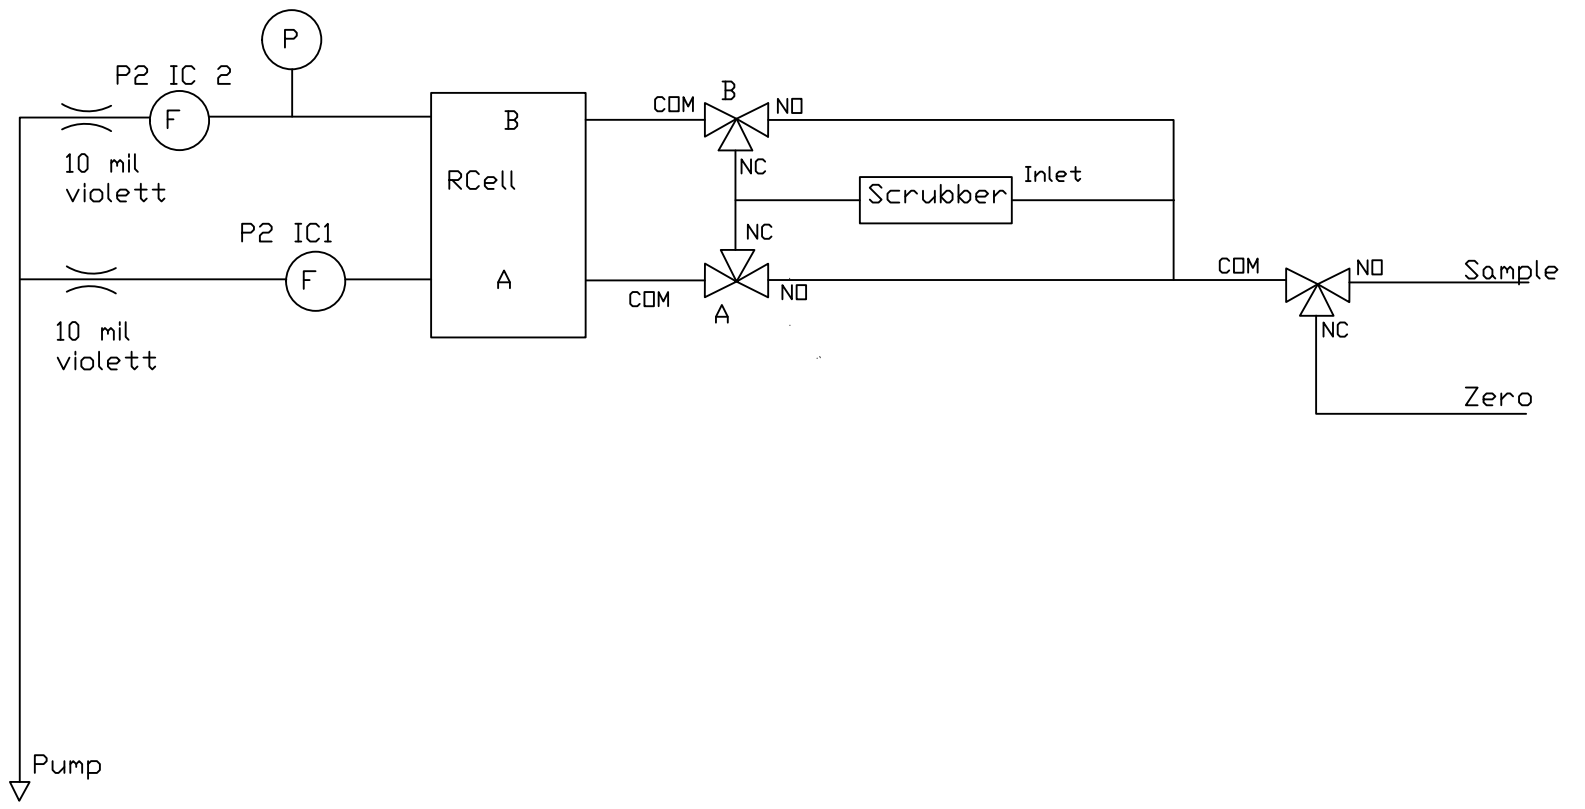 P
P2 IC 2
F
10 mil
violett
B
RCell
A
COM
B
NO
NC
Scrubber
Inlet
NC
P2 IC1
F
10 mil
violett
COM
A
NO
COM
NO
Sample
NC
Zero
Pump